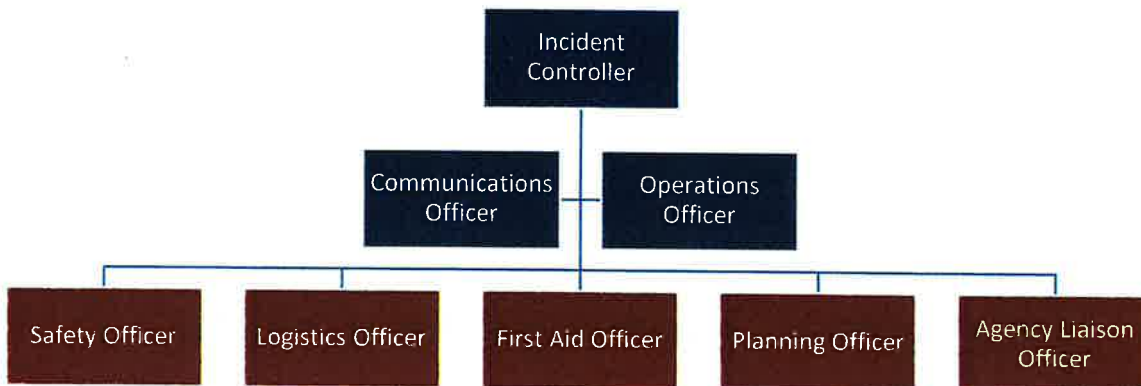 Incident
Controller
Communications
Officer
Operations
Officer
Safety Officer
Logistics Officer
First Aid Officer
Planning Officer
Agency Liaison
Officer